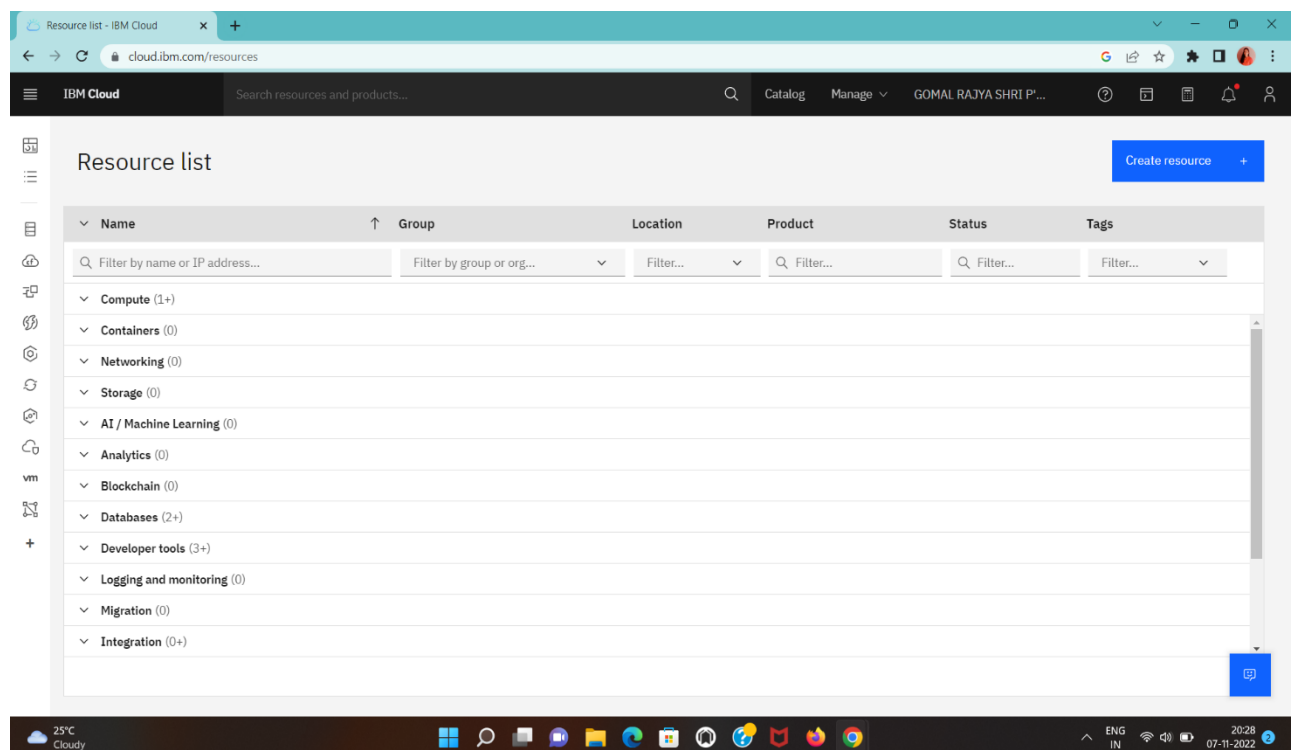 Resource list - IBM Cloud
cloud.ibm.com/resources
IBM Cloud Search resources and products... Catalog Manage GOMAL RAJYA SHRI P'...
Resource list
Create resource +
Name Group Location Product Status Tags
Filter by name or IP address... Filter by group or org... Filter... Filter... Filter... Filter...
Compute (1+)
Containers (0)
Networking (0)
Storage (0)
AI / Machine Learning (0)
Analytics (0)
vm
Blockchain (0)
Databases (2+)
Developer tools (3+)
Logging and monitoring (0)
Migration (0)
Integration (0+)
25°C
Cloudy
ENG
IN
20:28
07-11-2022
2